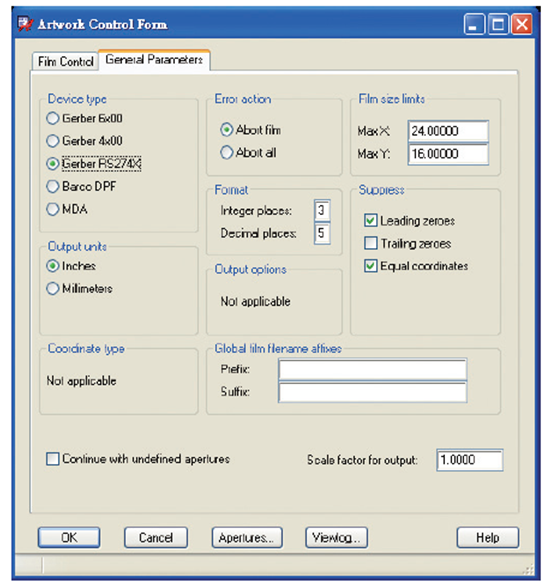 Artwork Control Form
Film Control
General Parameters
Device type
Gerber 6x00
Gerber 4x00
Gerber RS274X
Barco DPF
MDA
Output units
Inches
Millimeters
Coordinate type
Not applicable
Error action
Abort film
Abort all
Format
Integer places: 3
Decimal places: 5
Output options
Not applicable
Film size limits
Max X: 24.00000
Max Y: 16.00000
Suppress
Leading zeroes
Trailing zeroes
Equal coordinates
Global film filename affixes
Prefix:
Suffix:
Continue with undefined apertures
Scale factor for output: 1.0000
OK
Cancel
Apertures...
Viewlog...
Help